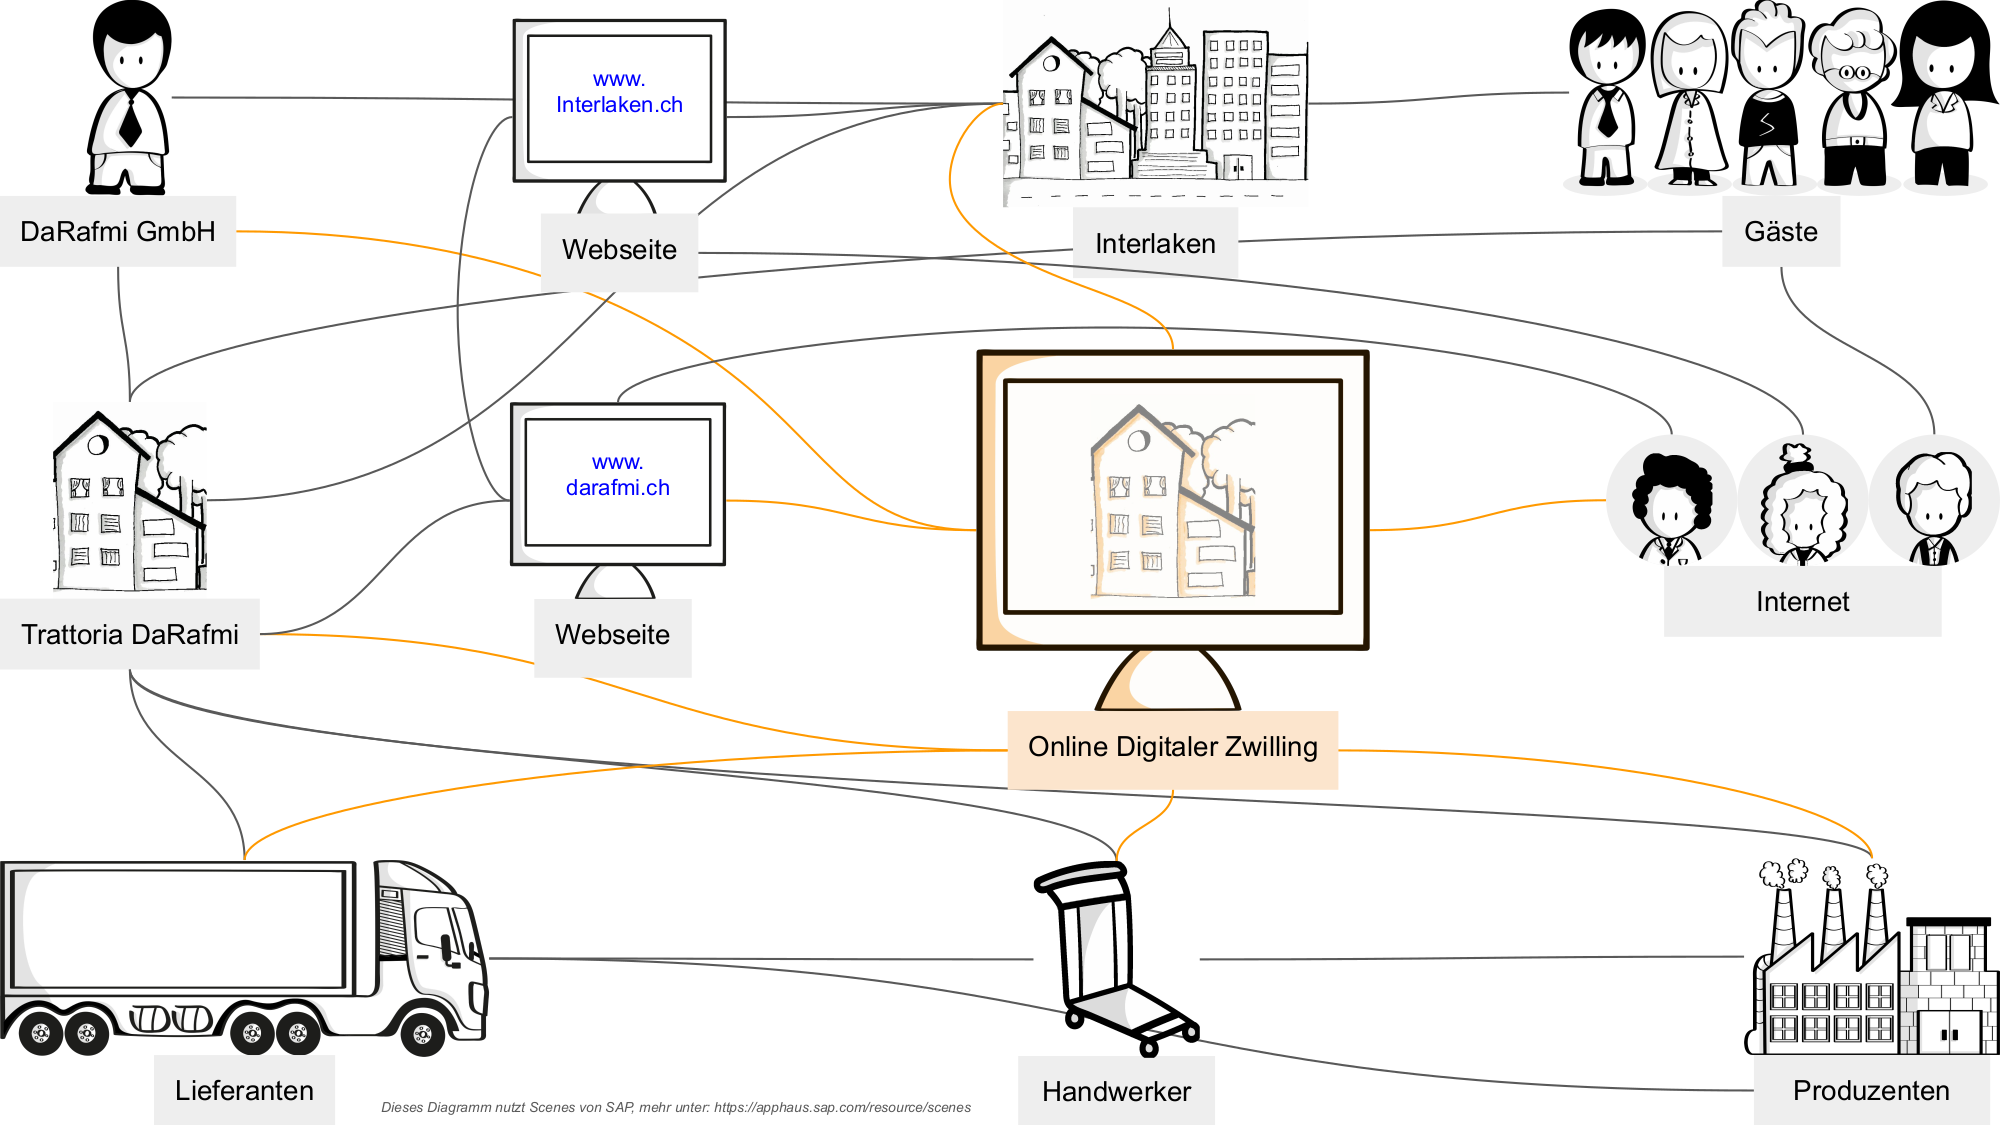 www.
Interlaken.ch
DaRafmi GmbH
Webseite
Interlaken
Gäste
www.
darafmi.ch
Trattoria DaRafmi
Webseite
Internet
Online Digitaler Zwilling
Lieferanten
Handwerker
Produzenten
Dieses Diagramm nutzt Scenes von SAP, mehr unter: https://apphaus.sap.com/resource/scenes